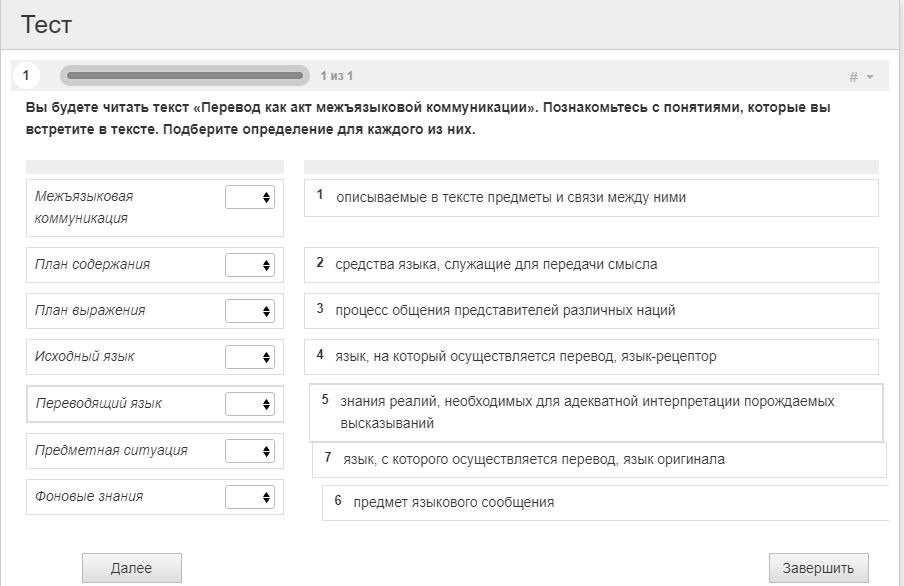 Тест
1
1 из 1
#
Вы будете читать текст «Перевод как акт межъязыковой коммуникации». Познакомьтесь с понятиями, которые вы
встретите в тексте. Подберите определение для каждого из них.
Межъязыковая
коммуникация
1 описываемые в тексте предметы и связи между ними
План содержания
2 средства языка, служащие для передачи смысла
План выражения
3 процесс общения представителей различных наций
Исходный язык
4 язык, на который осуществляется перевод, язык-рецептор
Переводящий язык
5 знания реалий, необходимых для адекватной интерпретации порождаемых
высказываний
Предметная ситуация
7 язык, с которого осуществляется перевод, язык оригинала
Фоновые знания
6 предмет языкового сообщения
Далее
Завершить